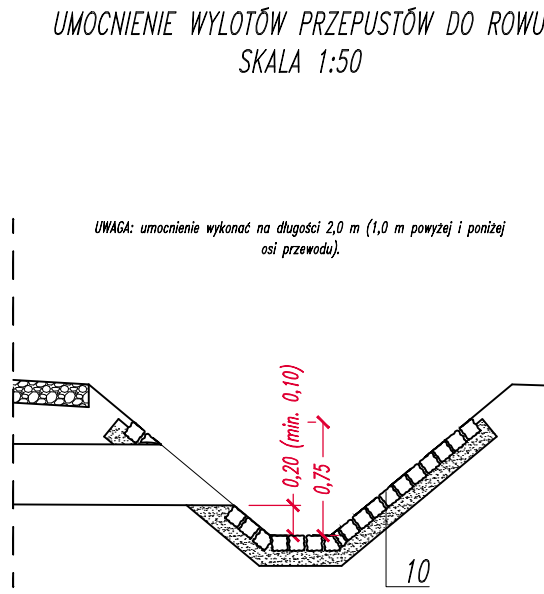 UMOCNIENIE WYLOTÓW PRZEPUSTÓW DO ROWU
SKALA 1:50
UWAGA: umocnienie wykonać na długości 2,0 m (1,0 m powyżej i poniżej
osi przewodu).
0,20 (min. 0,10)
0,75
10